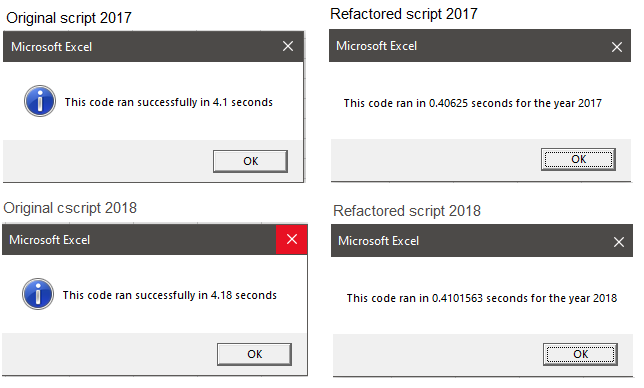 Original script 2017
Microsoft Excel
This code ran successfully in 4.1 seconds
OK
Refactored script 2017
Microsoft Excel
This code ran in 0.40625 seconds for the year 2017
OK
Original cscript 2018
Microsoft Excel
This code ran successfully in 4.18 seconds
OK
Refactored script 2018
Microsoft Excel
This code ran in 0.4101563 seconds for the year 2018
OK